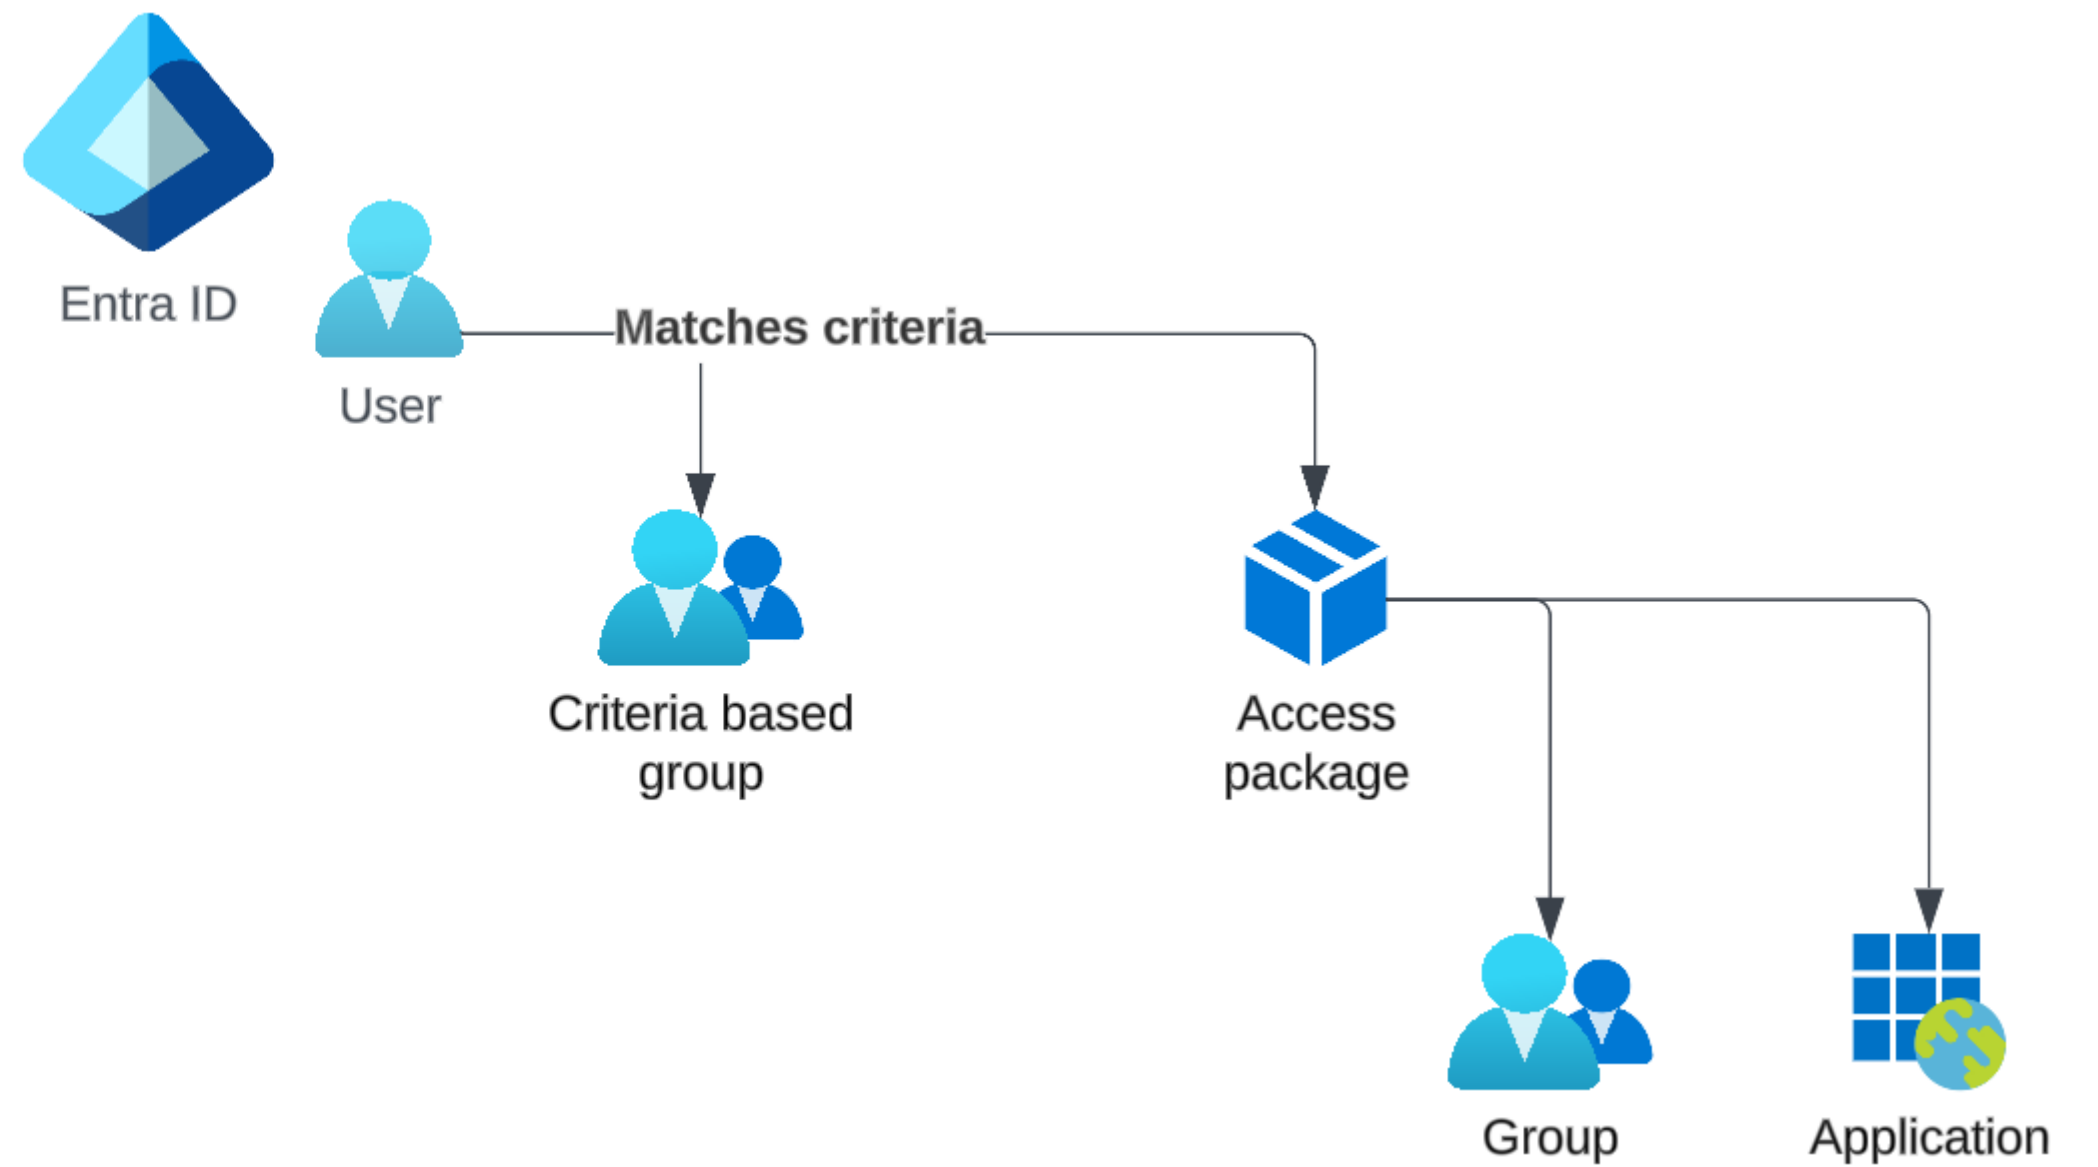 Entra ID
User
Matches criteria
Criteria based
group
Access
package
Group
Application